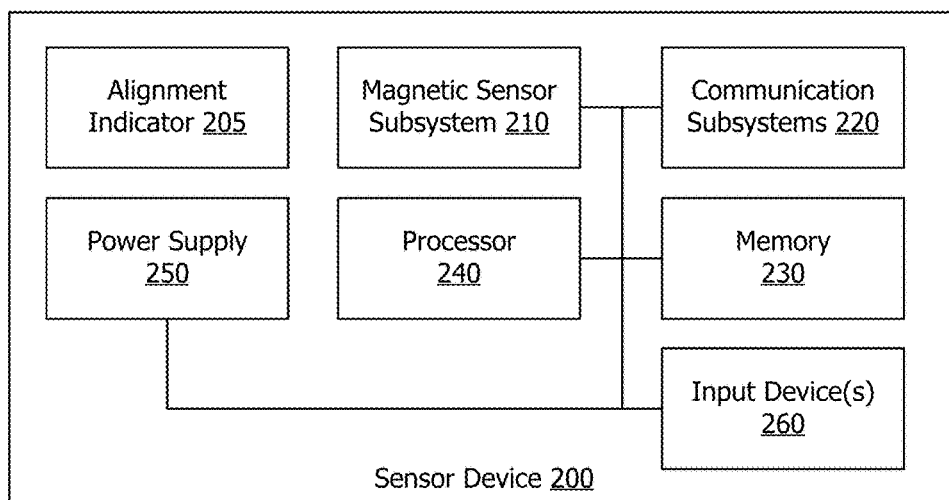 Alignment
Indicator 205
Magnetic Sensor
Subsystem 210
Communication
Subsystems 220
Power Supply
250
Processor
240
Memory
230
Input Device(s)
260
Sensor Device 200